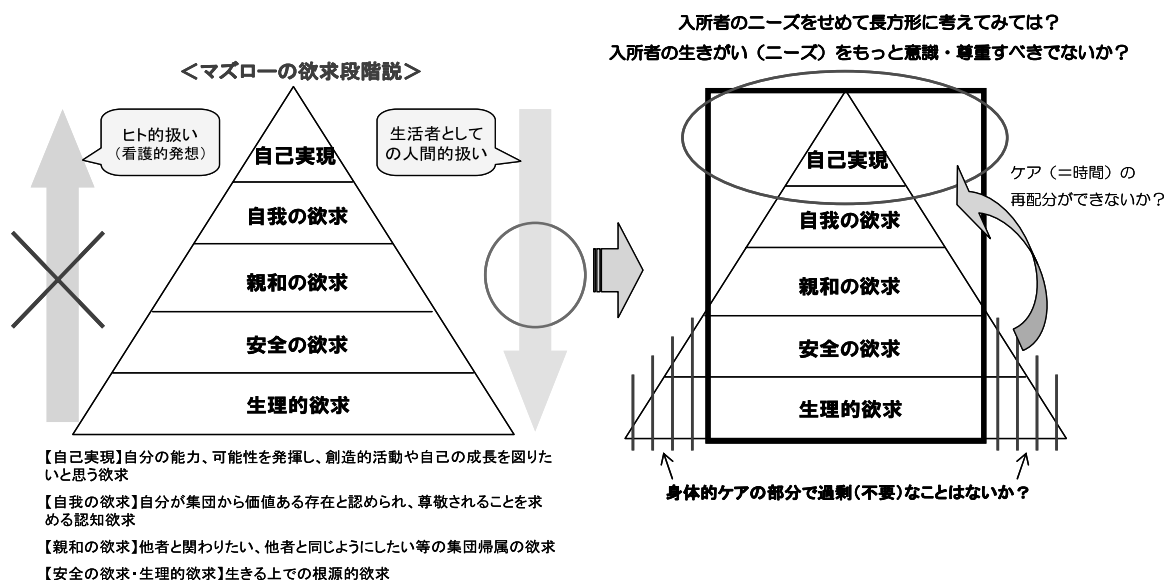 入所者のニーズをせめて長方形に考えてみては？
入所者の生きがい（ニーズ）をもっと意識・尊重すべきでないか？
＜マズローの欲求段階説＞
ヒト的扱い
（看護的発想）
生活者として
の人間的扱い
自己実現
自我の欲求
親和の欲求
安全の欲求
生理的欲求
自己実現
自我の欲求
親和の欲求
安全の欲求
生理的欲求
ケア（＝時間）の
再配分ができないか？
身体的ケアの部分で過剰（不要）なことはないか？
【自己実現】自分の能力、可能性を発揮し、創造的活動や自己の成長を図りた
いと思う欲求
【自我の欲求】自分が集団から価値ある存在と認められ、尊敬されることを求
める認知欲求
【親和の欲求】他者と関わりたい、他者と同じようにしたい等の集団帰属の欲求
【安全の欲求・生理的欲求】生きる上での根源的欲求